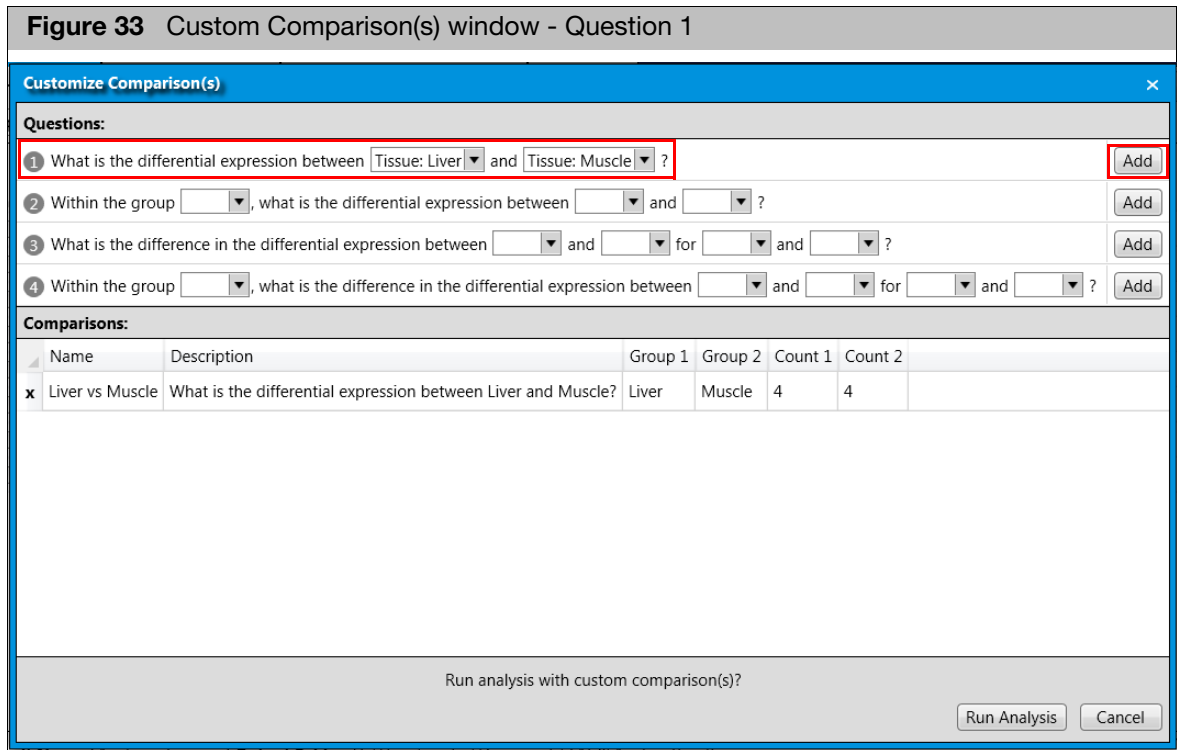 Figure 33 Custom Comparison(s) window - Question 1
Customize Comparison(s) ×
Questions:
1 What is the differential expression between Tissue: Liver and Tissue: Muscle ? Add
2 Within the group , what is the differential expression between and ? Add
3 What is the difference in the differential expression between and for and ? Add
4 Within the group , what is the difference in the differential expression between and for and ? Add
Comparisons:
Name Description Group 1 Group 2 Count 1 Count 2
x Liver vs Muscle What is the differential expression between Liver and Muscle? Liver Muscle 4 4
Run analysis with custom comparison(s)?
Run Analysis Cancel